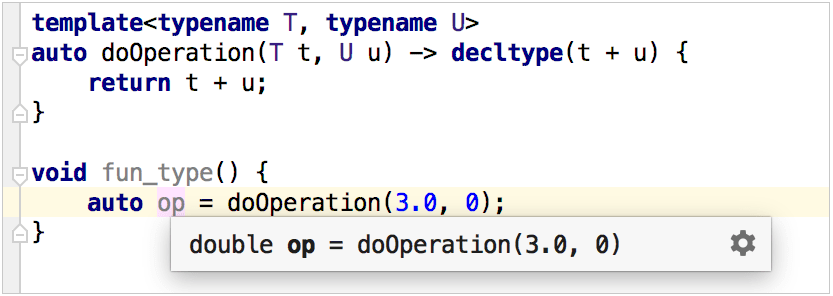 template<typename T, typename U>
auto doOperation(T t, U u) -> decltype(t + u) {
    return t + u;
}
void fun_type() {
    auto op = doOperation(3.0, 0);
}
double op = doOperation(3.0, 0)